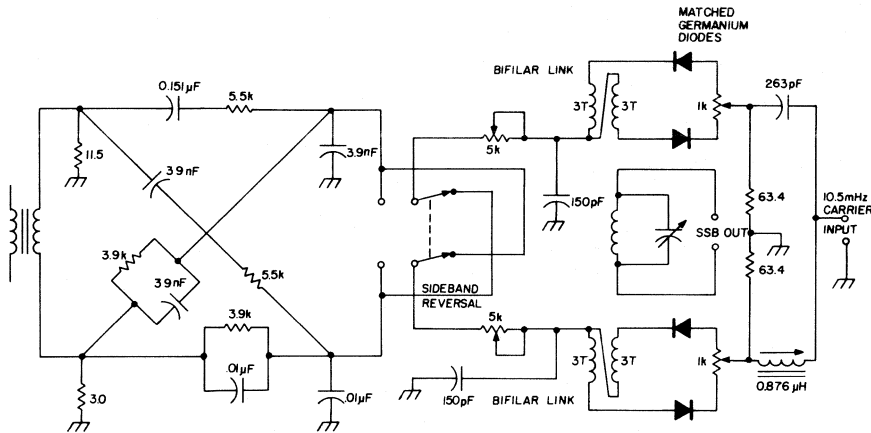 MATCHED
GERMANIUM
DIODES
BIFILAR LINK
0.151µF
5.5k
263pF
3T
3T
1k
11.5
3.9nF
3.9nF
5k
150pF
63.4
10.5mHz
CARRIER
INPUT
SSB OUT
3.9k
3.9nF
5.5k
SIDEBAND
REVERSAL
63.4
3.9k
5k
3T
3T
1k
.01µF
3.0
.01µF
150pF
BIFILAR LINK
0.876µH